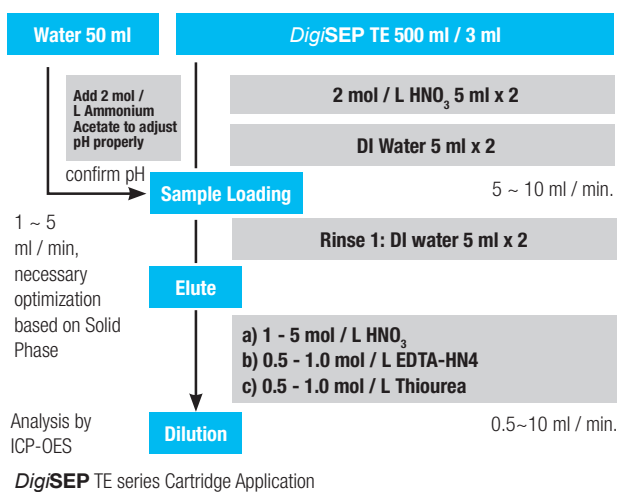 Water 50 ml
DigiSEP TE 500 ml / 3 ml
Add 2 mol /
L Ammonium
Acetate to adjust
pH properly
2 mol / L HNO₃ 5 ml x 2
DI Water 5 ml x 2
confirm pH
Sample Loading
5 ~ 10 ml / min.
1 ~ 5
ml / min,
necessary
optimization
based on Solid
Phase
Rinse 1: DI water 5 ml x 2
Elute
a) 1 - 5 mol / L HNO₃
b) 0.5 - 1.0 mol / L EDTA-HN4
c) 0.5 - 1.0 mol / L Thiourea
Analysis by
ICP-OES
Dilution
0.5~10 ml / min.
DigiSEP TE series Cartridge Application